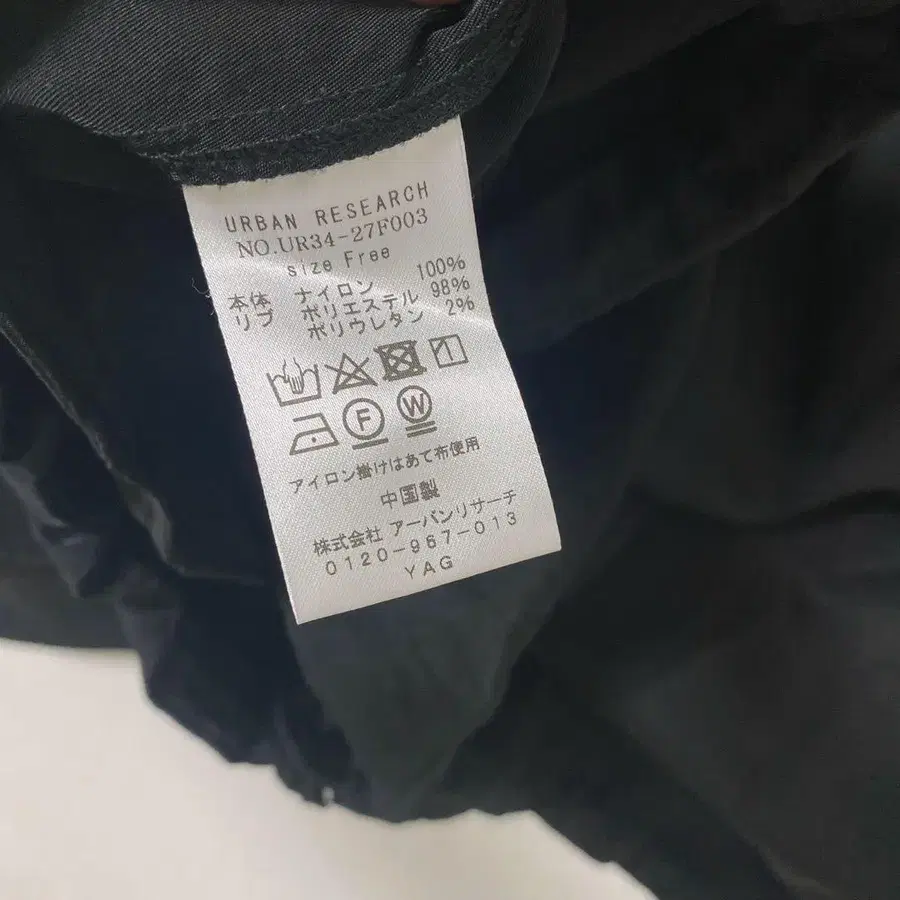 URBAN RESEARCH
NO.UR34-27F003
size Free
本体 ナイロン 100%
リブ ポリエステル 98%
ポリウレタン 2%
F W
アイロン掛けはあて布使用
中国製
株式会社 アーバンリサーチ
0120-967-013
YAG